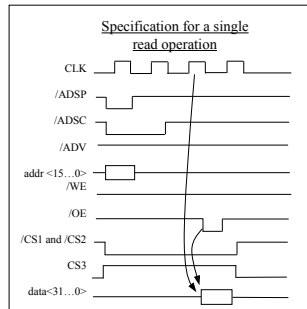 Specification for a single
read operation
CLK
/ADSP
/ADSC
/ADV
addr <15...0>
/WE
/OE
/CS1 and /CS2
CS3
data<31...0>